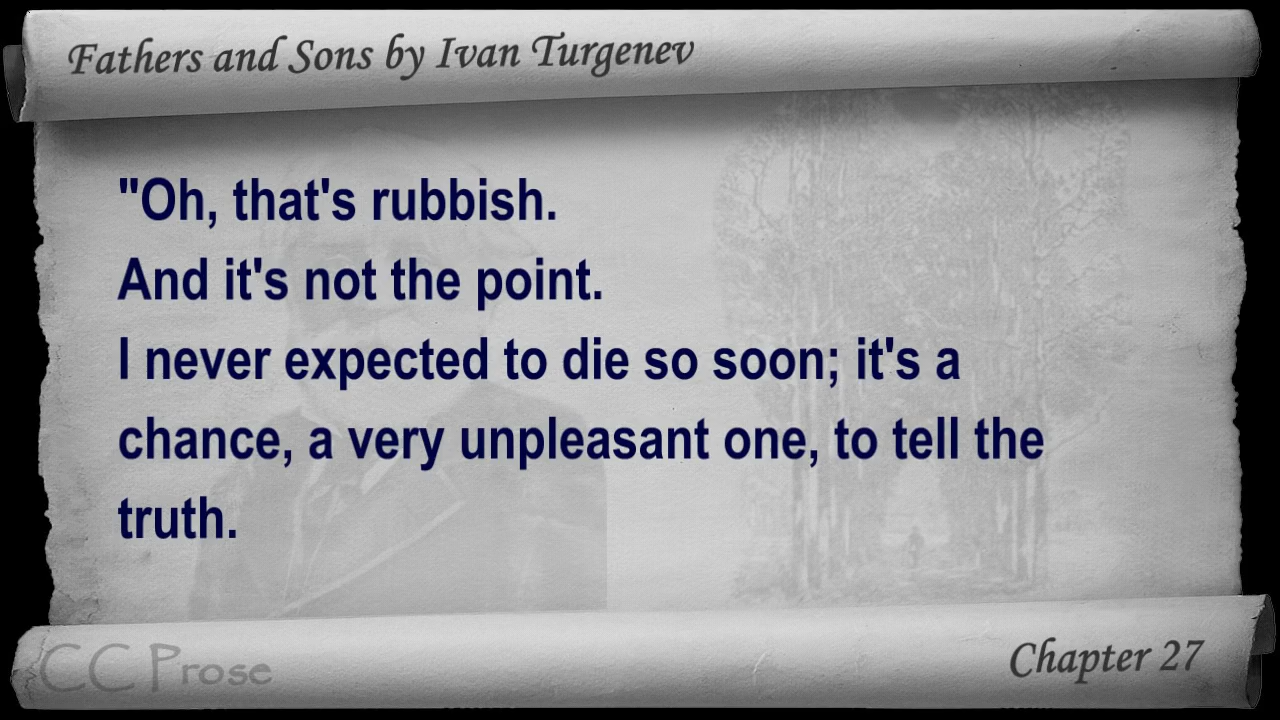 Fathers and Sons by Ivan Turgenev
"Oh, that's rubbish.
And it's not the point.
I never expected to die so soon; it's a
chance, a very unpleasant one, to tell the
truth.
CC Prose
Chapter 27